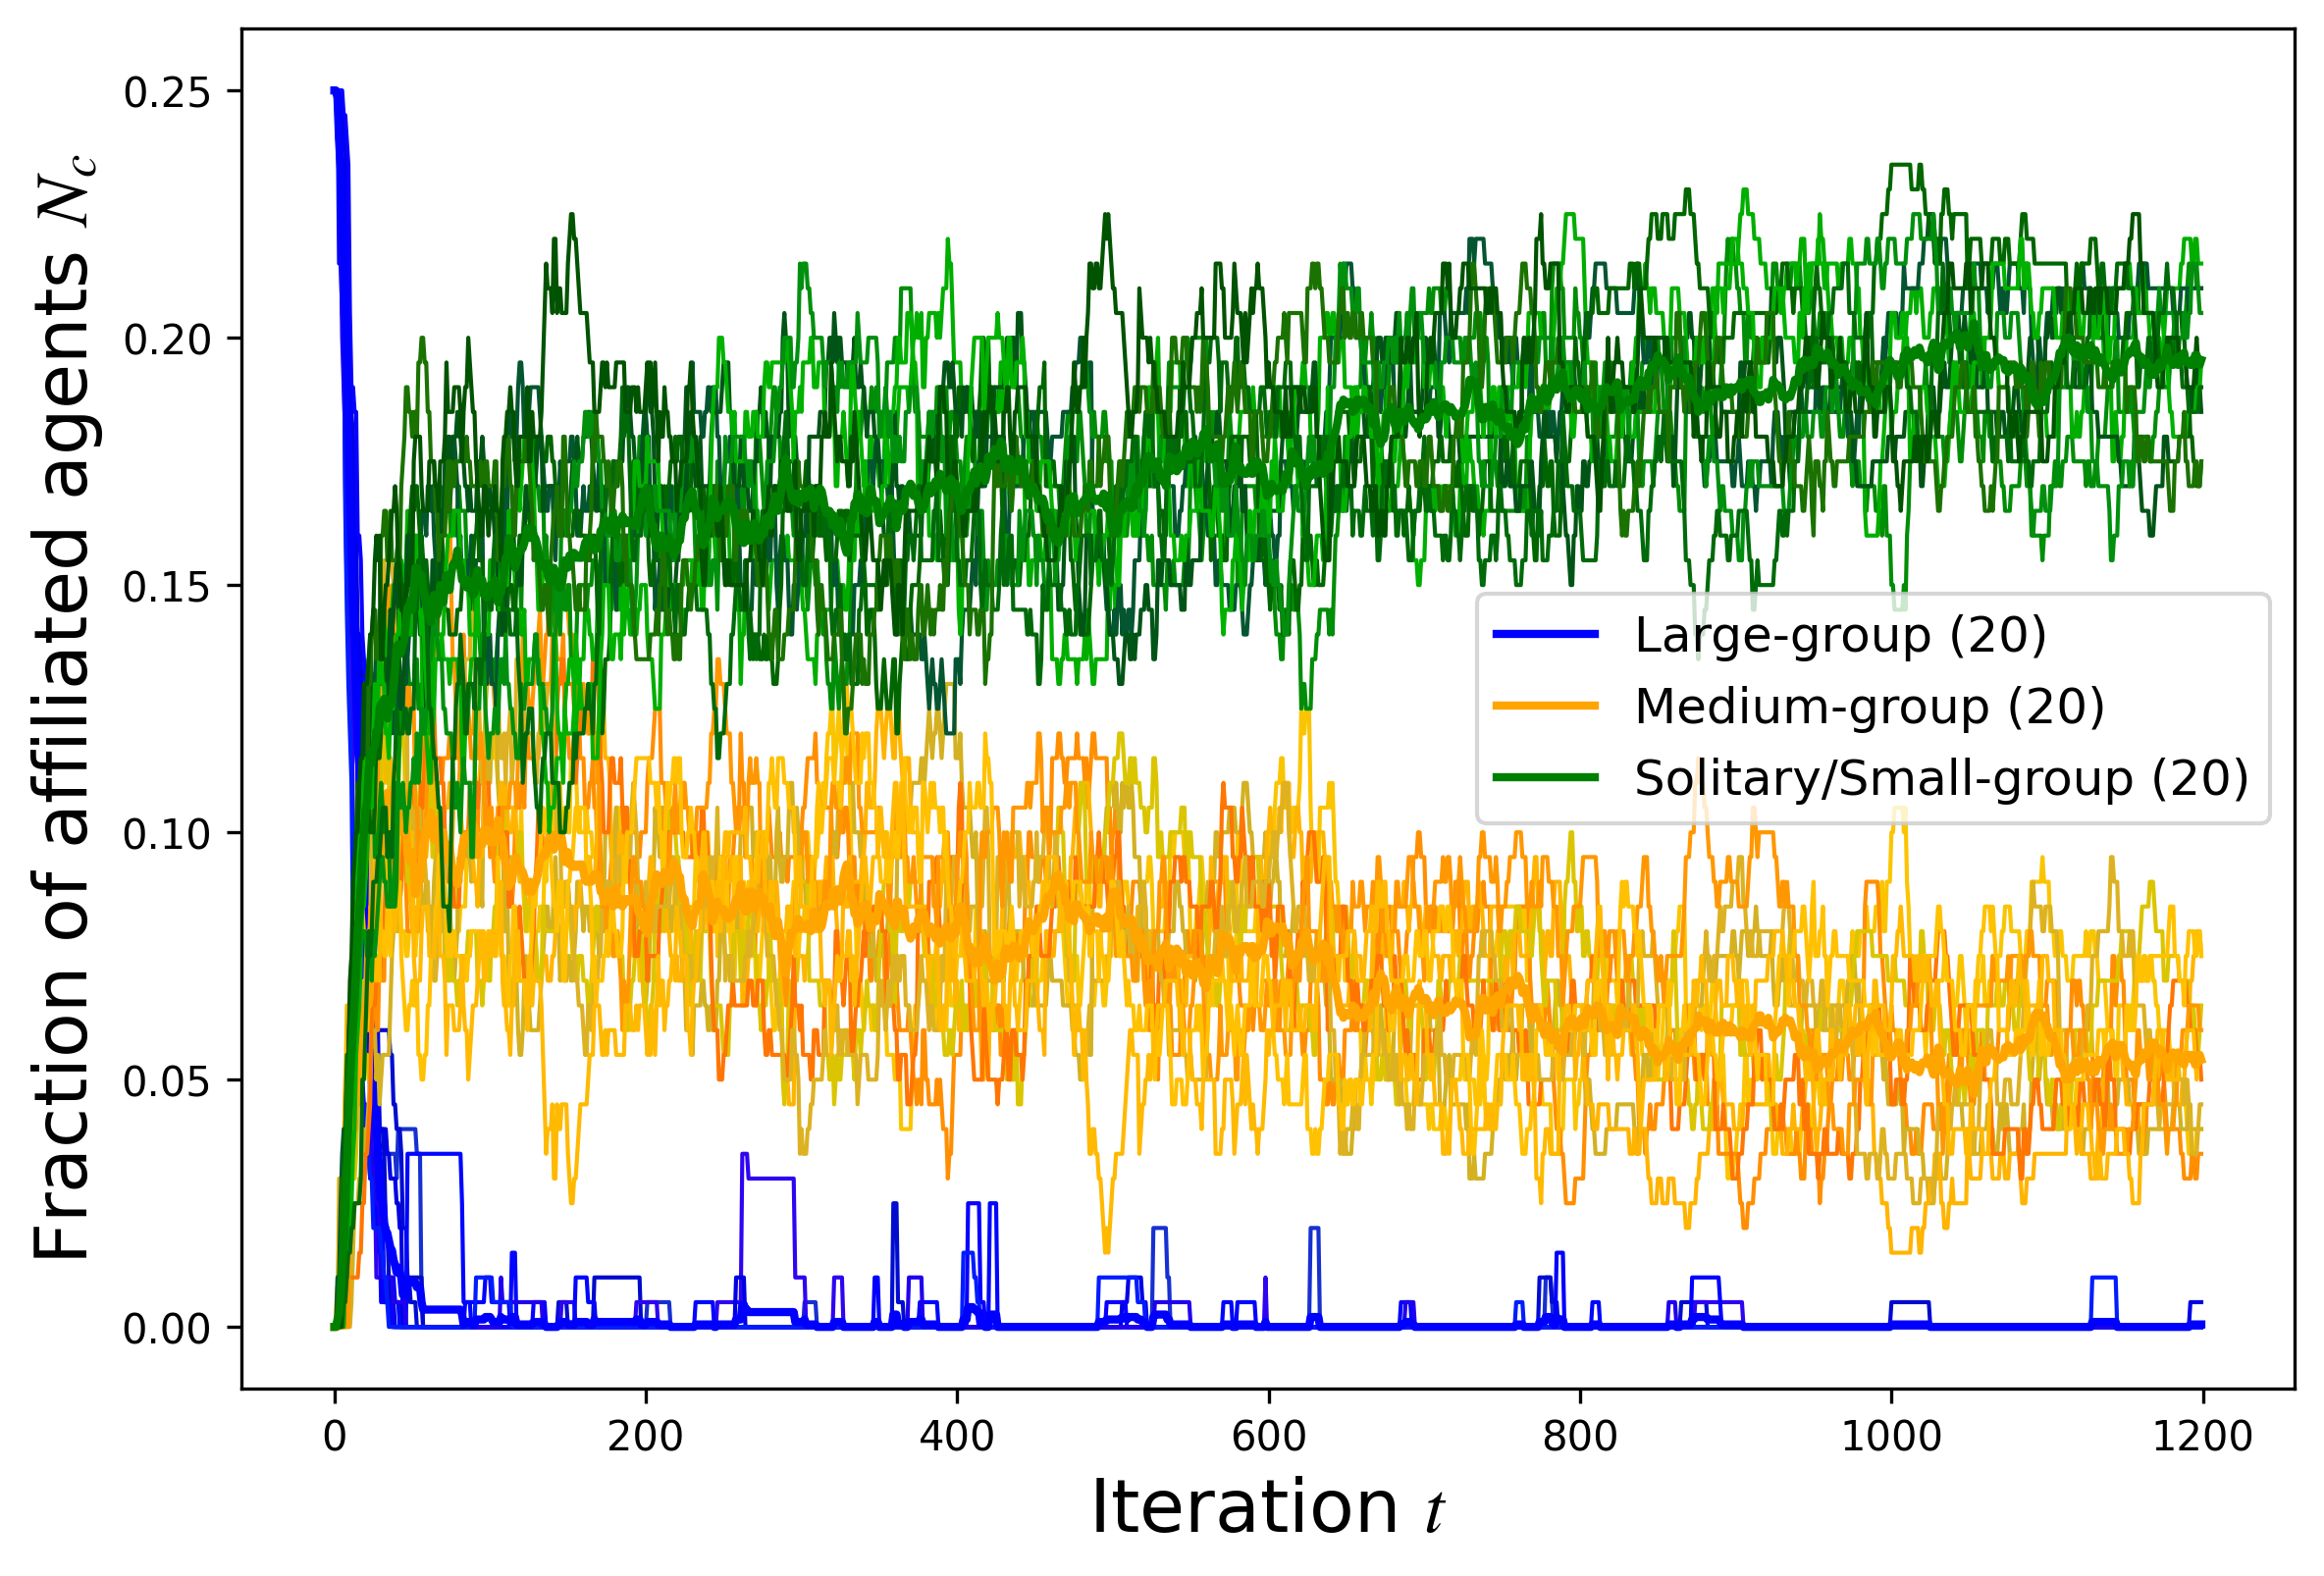 Fraction of affiliated agents N_c
0.25
0.20
0.15
0.10
0.05
0.00
Large-group (20)
Medium-group (20)
Solitary/Small-group (20)
0 200 400 600 800 1000 1200
Iteration t